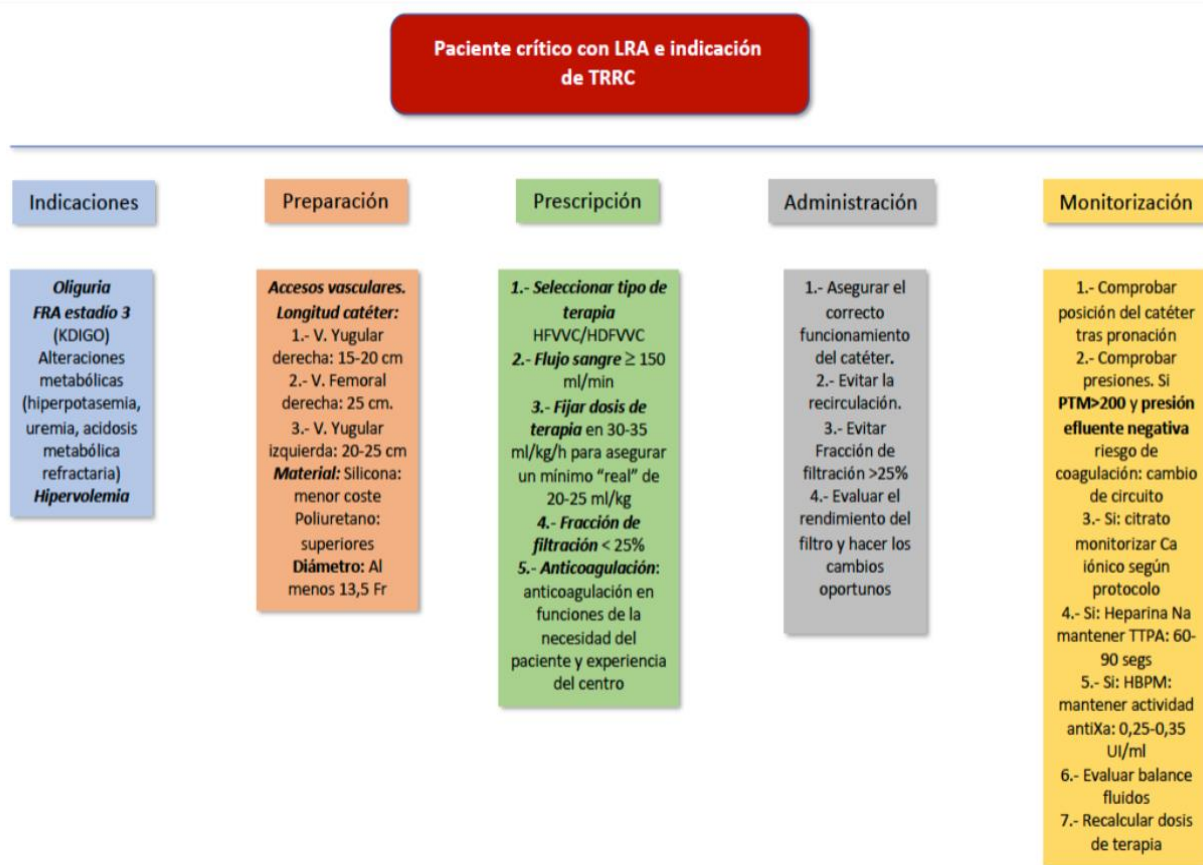 Paciente crítico con LRA e indicación
de TRRC
Indicaciones
Preparación
Prescripción
Administración
Monitorización
Oliguria
FRA estadío 3
(KDIGO)
Alteraciones
metabólicas
(hiperpotasemia,
uremia, acidosis
metabólica
refractaria)
Hipervolemia
Accesos vasculares.
Longitud catéter:
1.- V. Yugular
derecha: 15-20 cm
2.- V. Femoral
derecha: 25 cm.
3.- V. Yugular
izquierda: 20-25 cm
Material: Silicona:
menor coste
Poliuretano:
superiores
Diámetro: Al
menos 13,5 Fr
1.- Seleccionar tipo de
terapia
HFVVC/HDFVVC
2.- Flujo sangre ≥ 150
ml/min
3.- Fijar dosis de
terapia en 30-35
ml/kg/h para asegurar
un mínimo “real” de
20-25 ml/kg
4.- Fracción de
filtración < 25%
5.- Anticoagulación:
anticoagulación en
funciones de la
necesidad del
paciente y experiencia
del centro
1.- Asegurar el
correcto
funcionamiento
del catéter.
2.- Evitar la
recirculación.
3.- Evitar
Fracción de
filtración >25%
4.- Evaluar el
rendimiento del
filtro y hacer los
cambios
oportunos
1.- Comprobar
posición del catéter
tras pronación
2.- Comprobar
presiones. Si
PTM>200 y presión
efluente negativa
riesgo de
coagulación: cambio
de circuito
3.- Si: citrato
monitorizar Ca
iónico según
protocolo
4.- Si: Heparina Na
mantener TTPA: 60-
90 segs
5.- Si: HBPM:
mantener actividad
antiXa: 0,25-0,35
UI/ml
6.- Evaluar balance
fluidos
7.- Recalcular dosis
de terapia